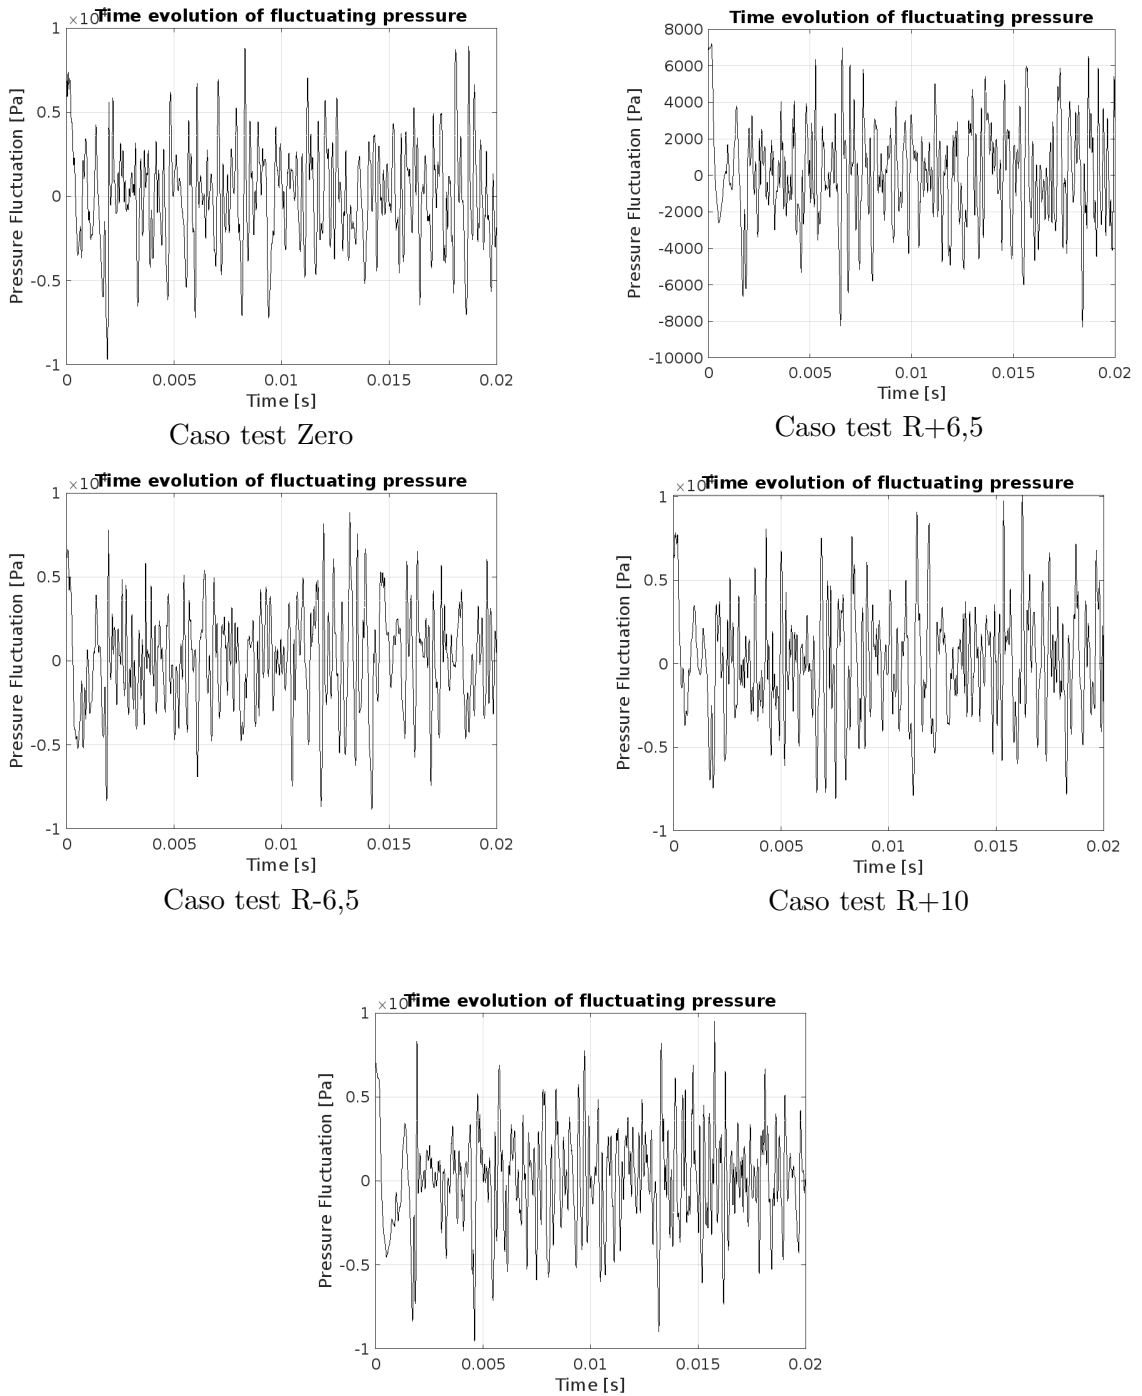 ×10⁴ Time evolution of fluctuating pressure
Pressure Fluctuation [Pa]
1
0.5
0
-0.5
-1
0 0.005 0.01 0.015 0.02
Time [s]
Caso test Zero
Time evolution of fluctuating pressure
Pressure Fluctuation [Pa]
8000
6000
4000
2000
0
-2000
-4000
-6000
-8000
-10000
0 0.005 0.01 0.015 0.02
Time [s]
Caso test R+6,5
×10⁴ Time evolution of fluctuating pressure
Pressure Fluctuation [Pa]
1
0.5
0
-0.5
-1
0 0.005 0.01 0.015 0.02
Time [s]
Caso test R-6,5
×10⁴ Time evolution of fluctuating pressure
Pressure Fluctuation [Pa]
1
0.5
0
-0.5
-1
0 0.005 0.01 0.015 0.02
Time [s]
Caso test R+10
×10⁴ Time evolution of fluctuating pressure
Pressure Fluctuation [Pa]
1
0.5
0
-0.5
-1
0 0.005 0.01 0.015 0.02
Time [s]